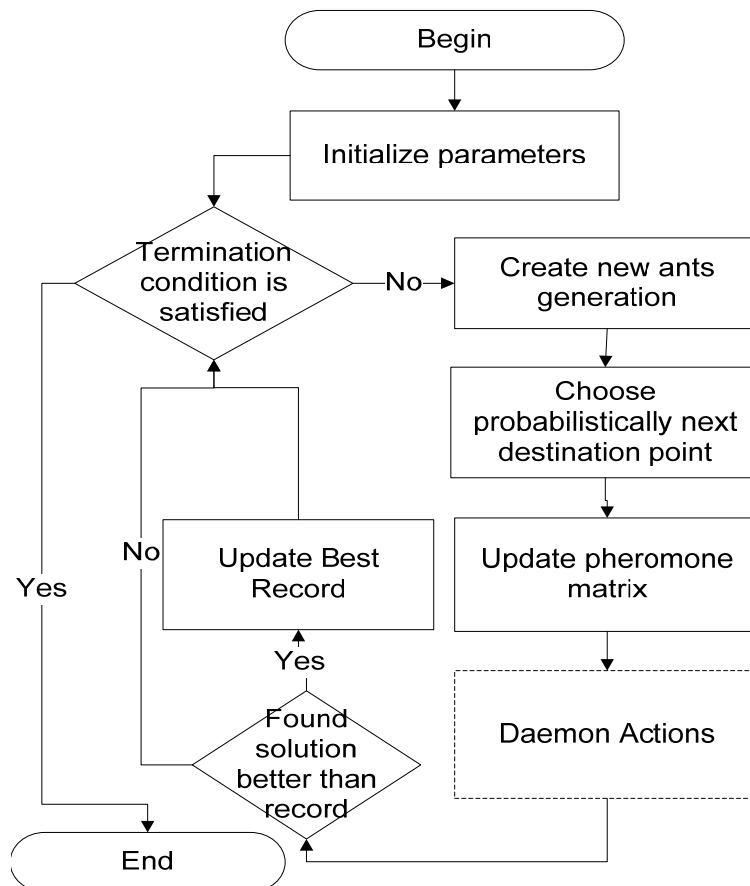 Begin
Initialize parameters
Termination
condition is
satisfied
No
Create new ants
generation
Choose
probabilistically next
destination point
No
Update Best
Record
Update pheromone
matrix
Yes
Yes
Found
solution
better than
record
Daemon Actions
End